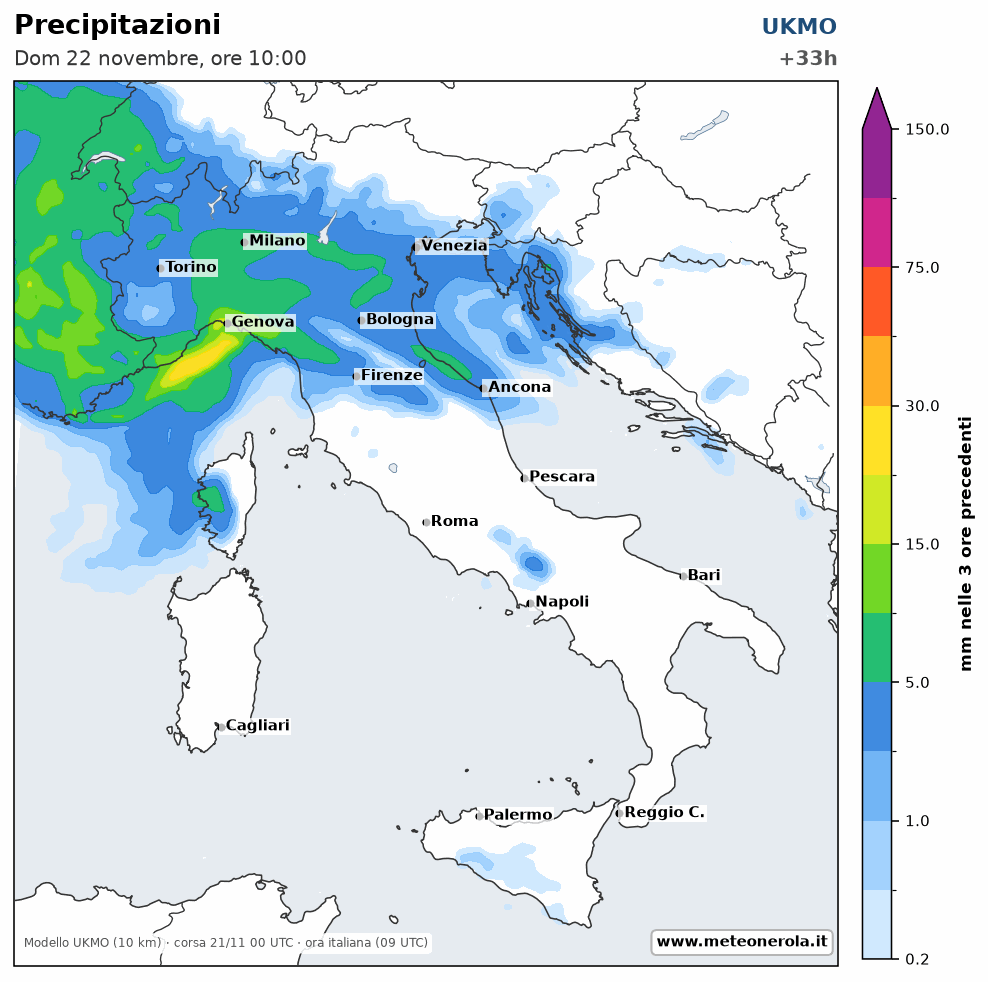 Precipitazioni
UKMO
Dom 22 novembre, ore 10:00
+33h
150.0
75.0
30.0
15.0
5.0
1.0
0.2
mm nelle 3 ore precedenti
Milano
Venezia
Torino
Genova
Bologna
Firenze
Ancona
Pescara
Roma
Bari
Napoli
Cagliari
Palermo
Reggio C.
Modello UKMO (10 km) · corsa 21/11 00 UTC · ora italiana (09 UTC)
www.meteonerola.it